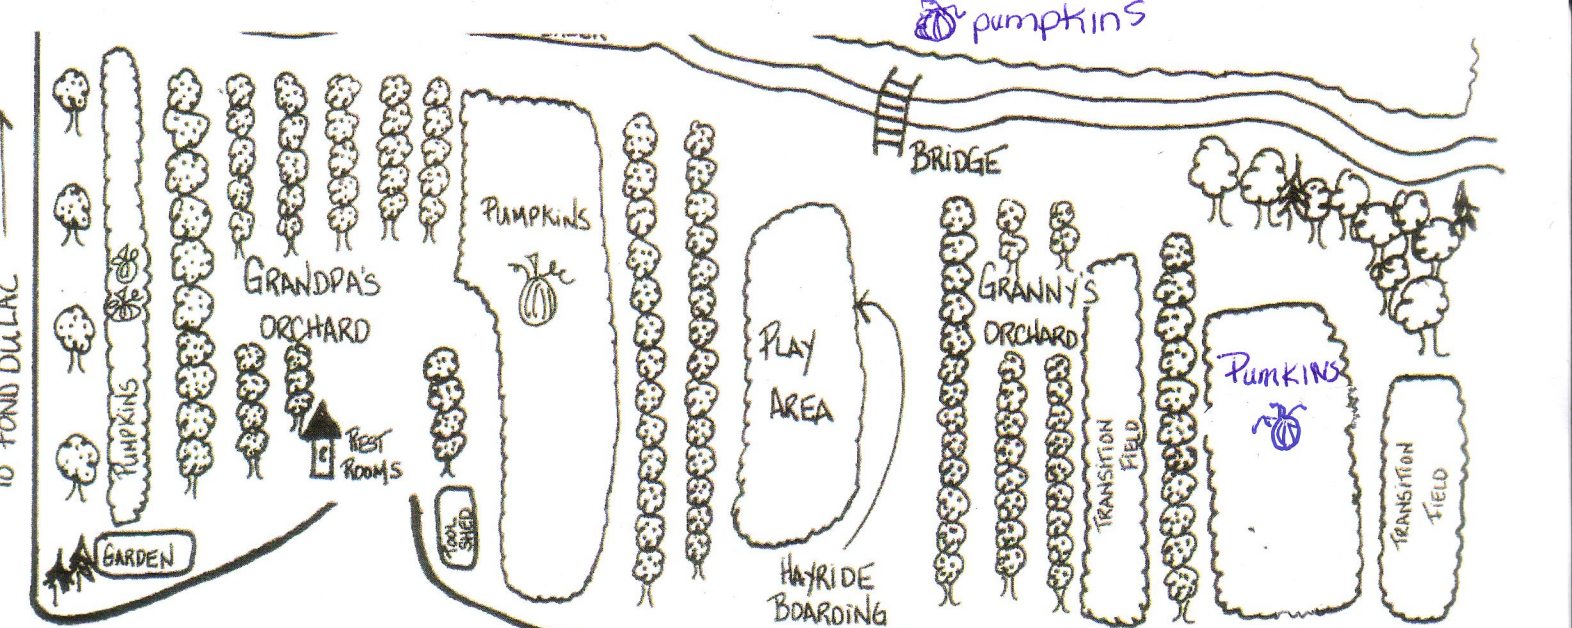 pumpkins
BRIDGE
PUMPKINS
GRANDPA'S
ORCHARD
GRANNY'S
ORCHARD
PLAY
AREA
PUMKINS
PUMPKINS
REST
ROOMS
TRANSITION
FIELD
TRANSITION
FIELD
TOOL
SHED
GARDEN
HAYRIDE
BOARDING
TO FOND DU LAC